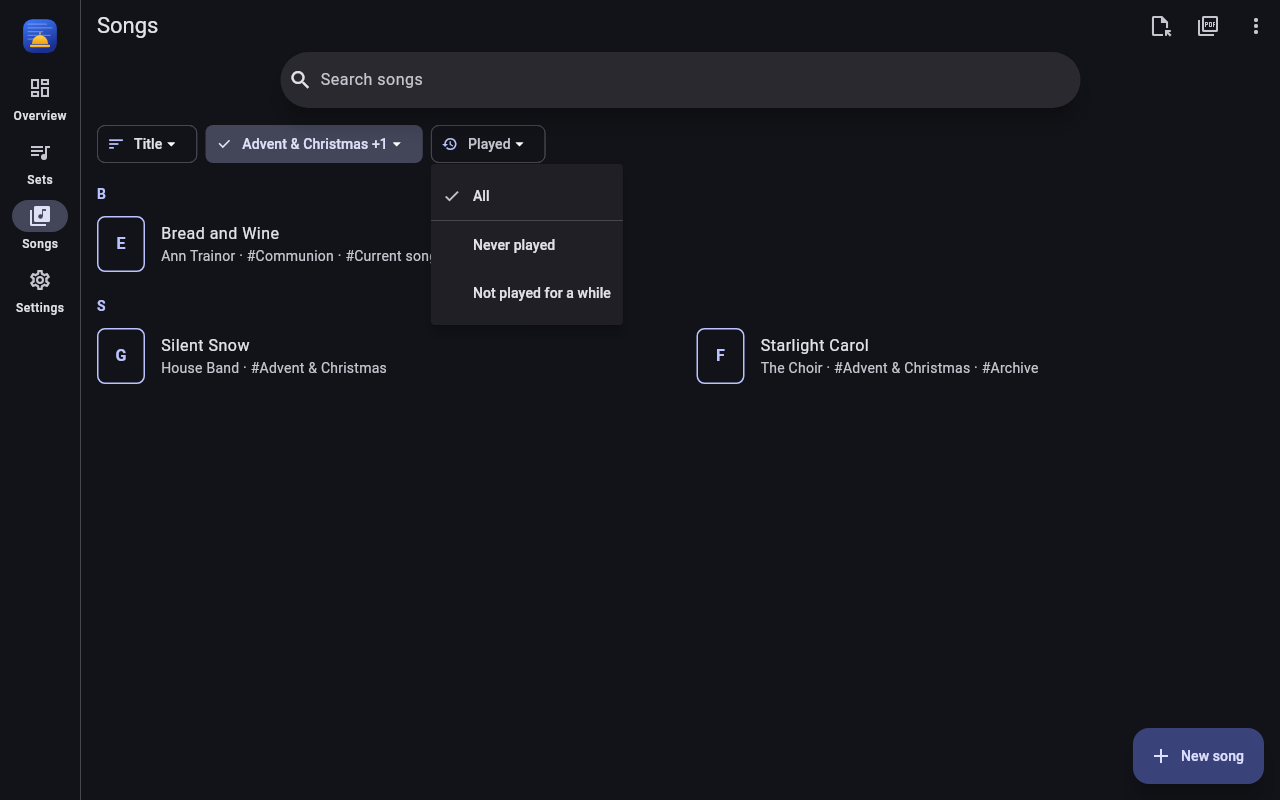 Songs
PDF
Search songs
Overview
Sets
Songs
Settings
Title
Advent & Christmas +1
Played
All
Never played
Not played for a while
B
E
Bread and Wine
Ann Trainor · #Communion · #Current
S
G
Silent Snow
House Band · #Advent & Christmas
F
Starlight Carol
The Choir · #Advent & Christmas · #Archive
New song